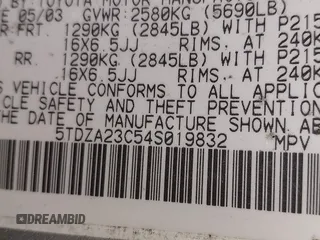 BY TOYOTA MOTOR MANUFACTUR
E 05/03 GVWR 2580KG (5690LB)
FRT. 1290KG (2845LB) WITH P215
16X6.5JJ RIMS. AT 240K
RR. 1290KG (2845LB) WITH P215
16X6.5JJ RIMS. AT 240K
S VEHICLE CONFORMS TO ALL APPLIC
CLE SAFETY AND THEFT PREVENTION
THE DATE OF MANUFACTURE SHOWN AB
5TDZA23C54S019832 MPV
DREAMBID